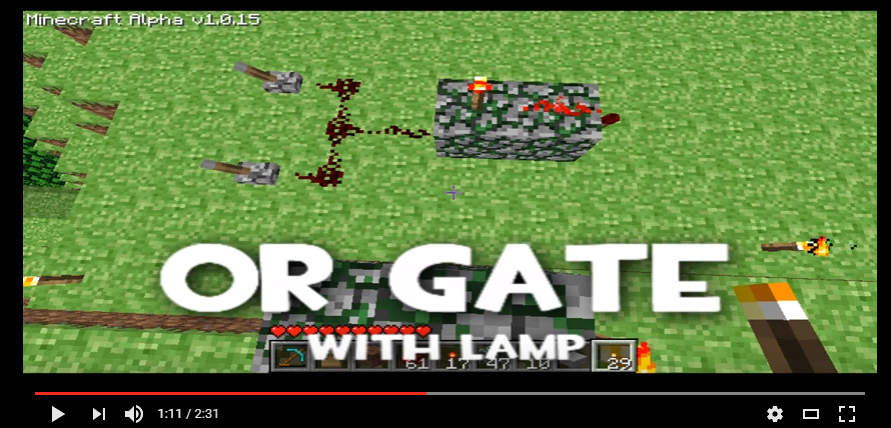 Minecraft Alpha v1.0.15
OR GATE
WITH LAMP
61 17 47 10 29
1:11 / 2:31